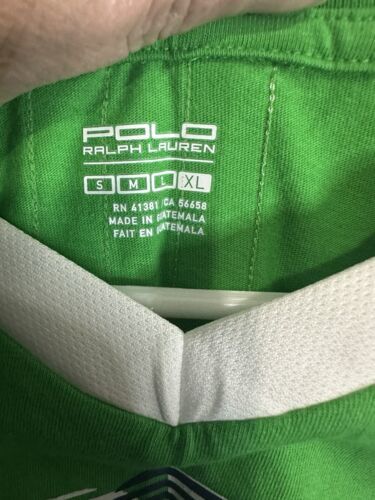 POLO
RALPH LAUREN
S M L XL
RN 41381 /CA 56658
MADE IN GUATEMALA
FAIT EN GUATEMALA